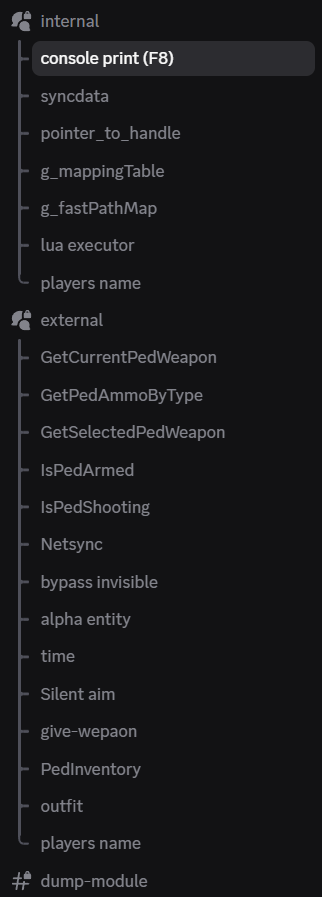 internal
console print (F8)
syncdata
pointer_to_handle
g_mappingTable
g_fastPathMap
lua executor
players name
external
GetCurrentPedWeapon
GetPedAmmoByType
GetSelectedPedWeapon
IsPedArmed
IsPedShooting
Netsync
bypass invisible
alpha entity
time
Silent aim
give-wepaon
PedInventory
outfit
players name
dump-module